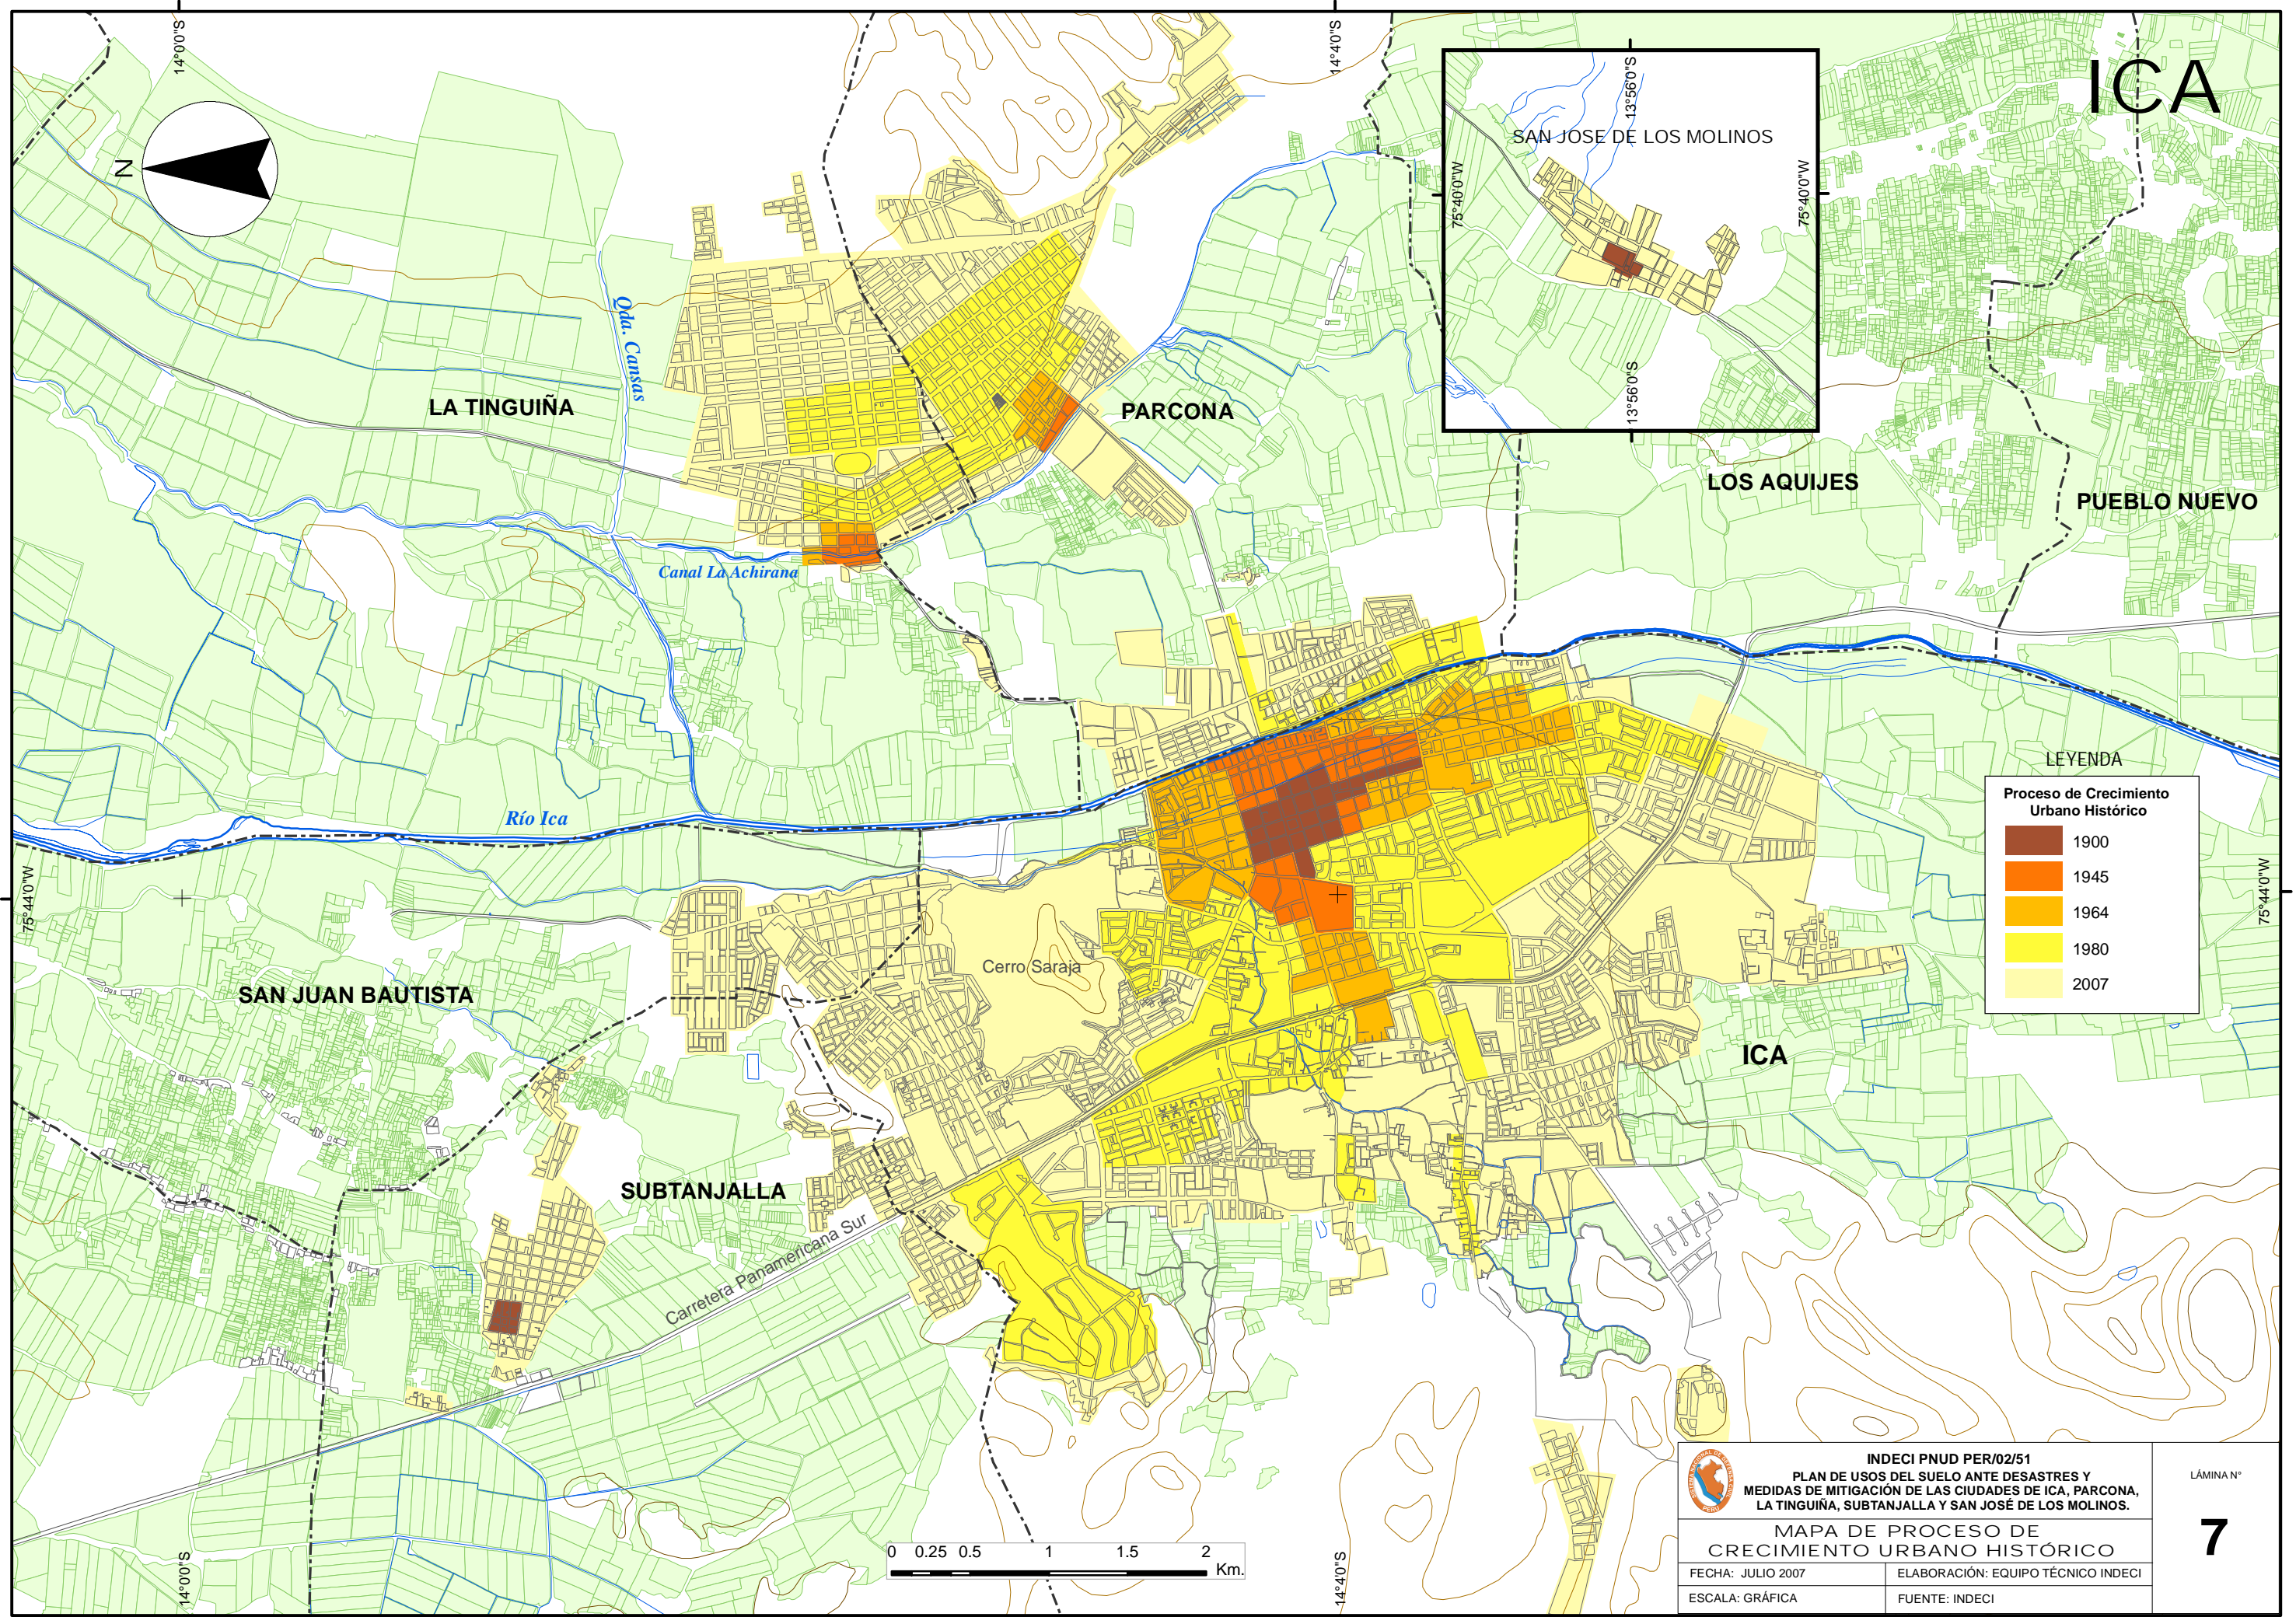 ICA
14°0'0"S
14°4'0"S
N
13°56'0"S
SAN JOSE DE LOS MOLINOS
75°40'0"W
75°40'0"W
13°56'0"S
Qda. Cansas
LA TINGUIÑA
PARCONA
LOS AQUIJES
PUEBLO NUEVO
Canal La Achirana
Río Ica
75°44'0"W
75°44'0"W
Cerro Saraja
SAN JUAN BAUTISTA
ICA
SUBTANJALLA
Carretera Panamericana Sur
LEYENDA
Proceso de Crecimiento
Urbano Histórico
1900
1945
1964
1980
2007
0 0.25 0.5 1 1.5 2
Km.
14°0'0"S
14°4'0"S
INDECI PNUD PER/02/51
PLAN DE USOS DEL SUELO ANTE DESASTRES Y
MEDIDAS DE MITIGACIÓN DE LAS CIUDADES DE ICA, PARCONA,
LA TINGUIÑA, SUBTANJALLA Y SAN JOSÉ DE LOS MOLINOS.
MAPA DE PROCESO DE
CRECIMIENTO URBANO HISTÓRICO
FECHA: JULIO 2007
ELABORACIÓN: EQUIPO TÉCNICO INDECI
ESCALA: GRÁFICA
FUENTE: INDECI
LÁMINA N°
7